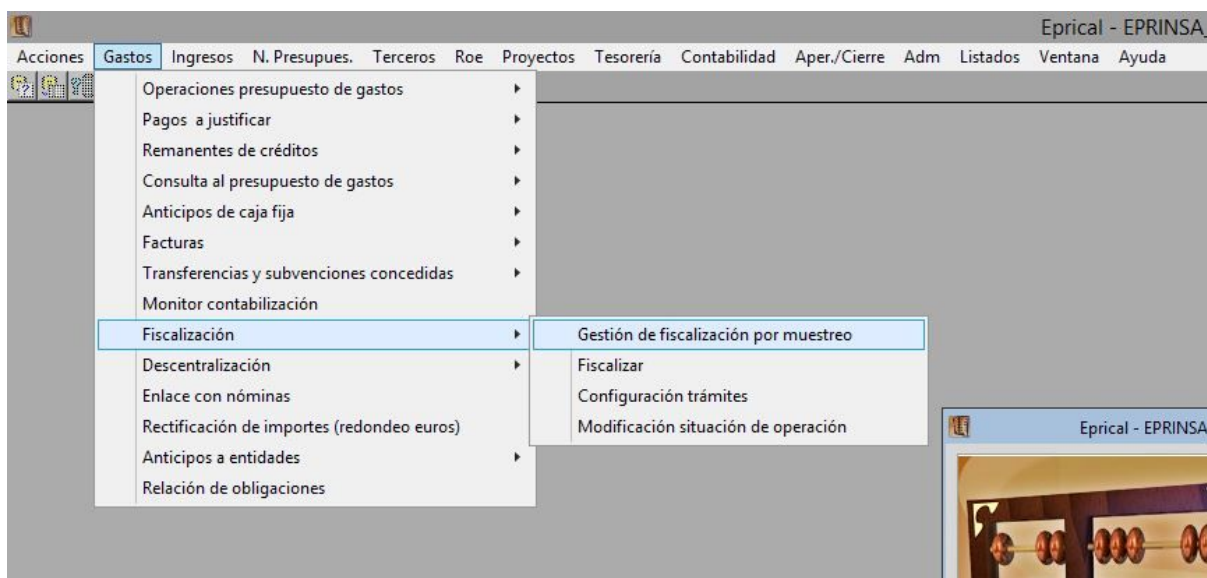 Eprical - EPRINSA_
Acciones Gastos Ingresos N. Presupues. Terceros Roe Proyectos Tesorería Contabilidad Aper./Cierre Adm Listados Ventana Ayuda
Operaciones presupuesto de gastos
Pagos a justificar
Remanentes de créditos
Consulta al presupuesto de gastos
Anticipos de caja fija
Facturas
Transferencias y subvenciones concedidas
Monitor contabilización
Fiscalización
Descentralización
Enlace con nóminas
Rectificación de importes (redondeo euros)
Anticipos a entidades
Relación de obligaciones
Gestión de fiscalización por muestreo
Fiscalizar
Configuración trámites
Modificación situación de operación
Eprical - EPRINSA